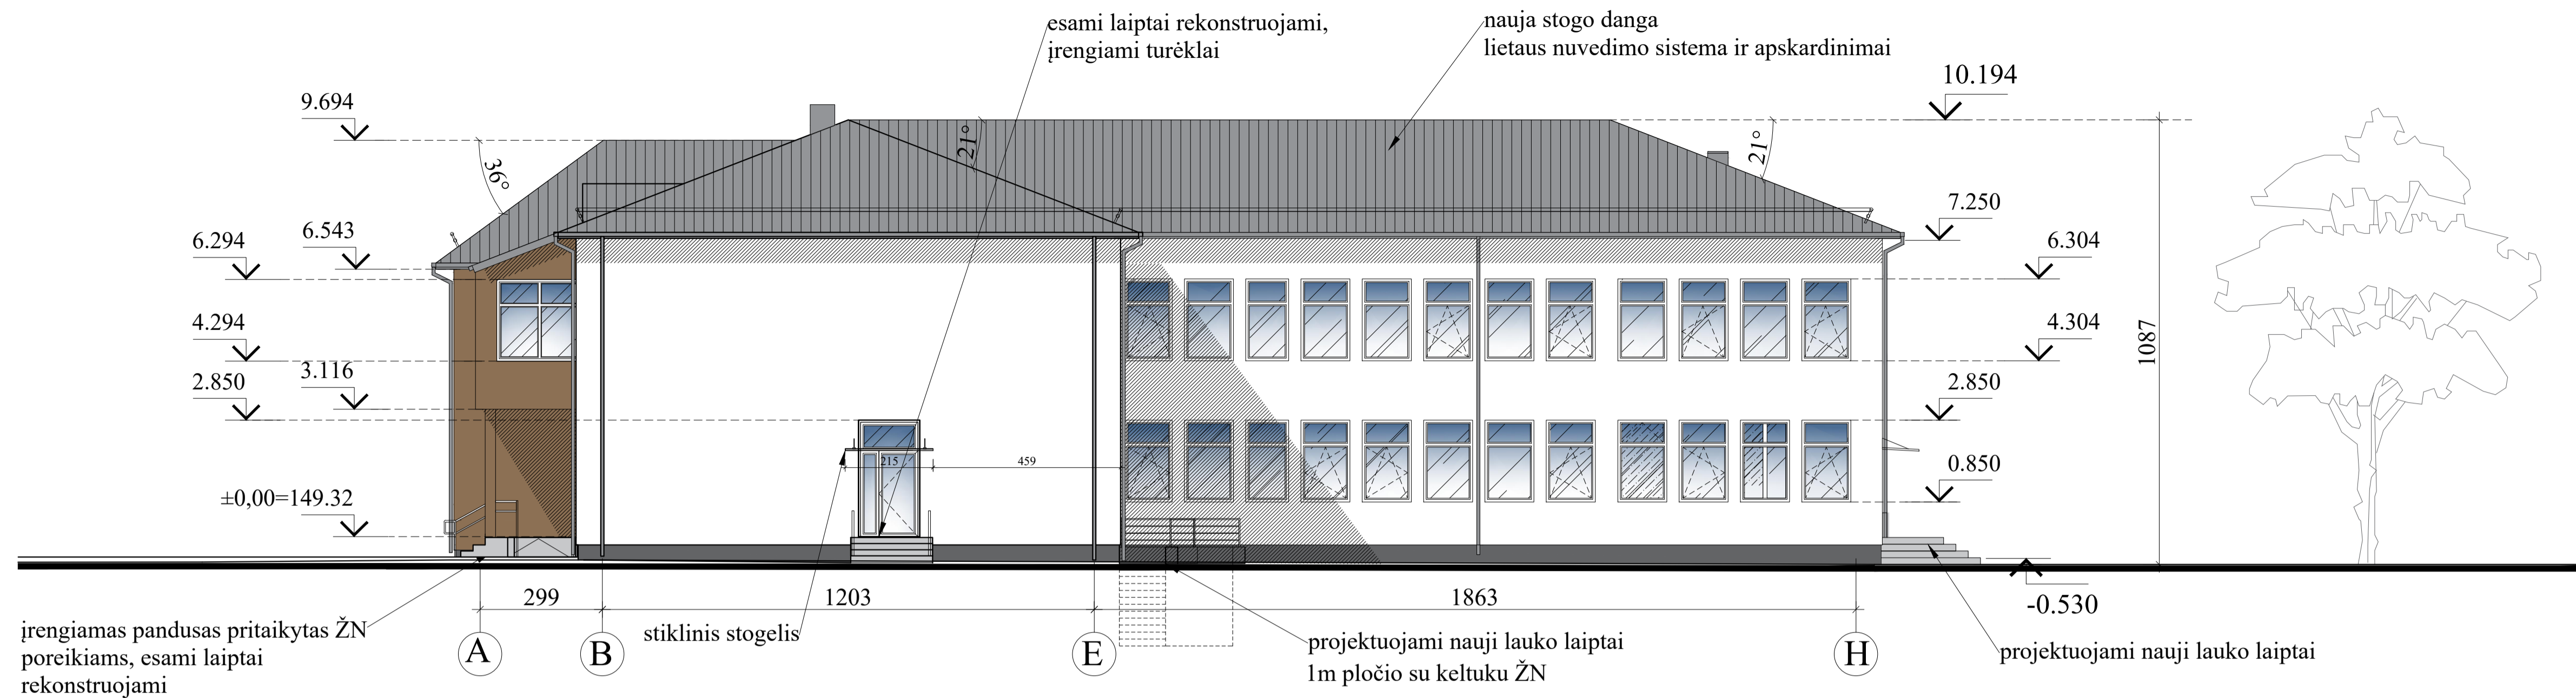 esami laiptai rekonstruojami,
įrengiami turėklai
nauja stogo danga
lietaus nuvedimo sistema ir apskardinimai
10.194
9.694
36°
21°
21°
7.250
6.543
6.294
6.304
4.294
4.304
3.116
2.850
2.850
0.850
±0,00=149.32
1087
215
459
299
1203
1863
-0.530
A
B
E
H
įrengiamas pandusas pritaikytas ŽN
poreikiams, esami laiptai
rekonstruojami
stiklinis stogelis
projektuojami nauji lauko laiptai
1m pločio su keltuku ŽN
projektuojami nauji lauko laiptai